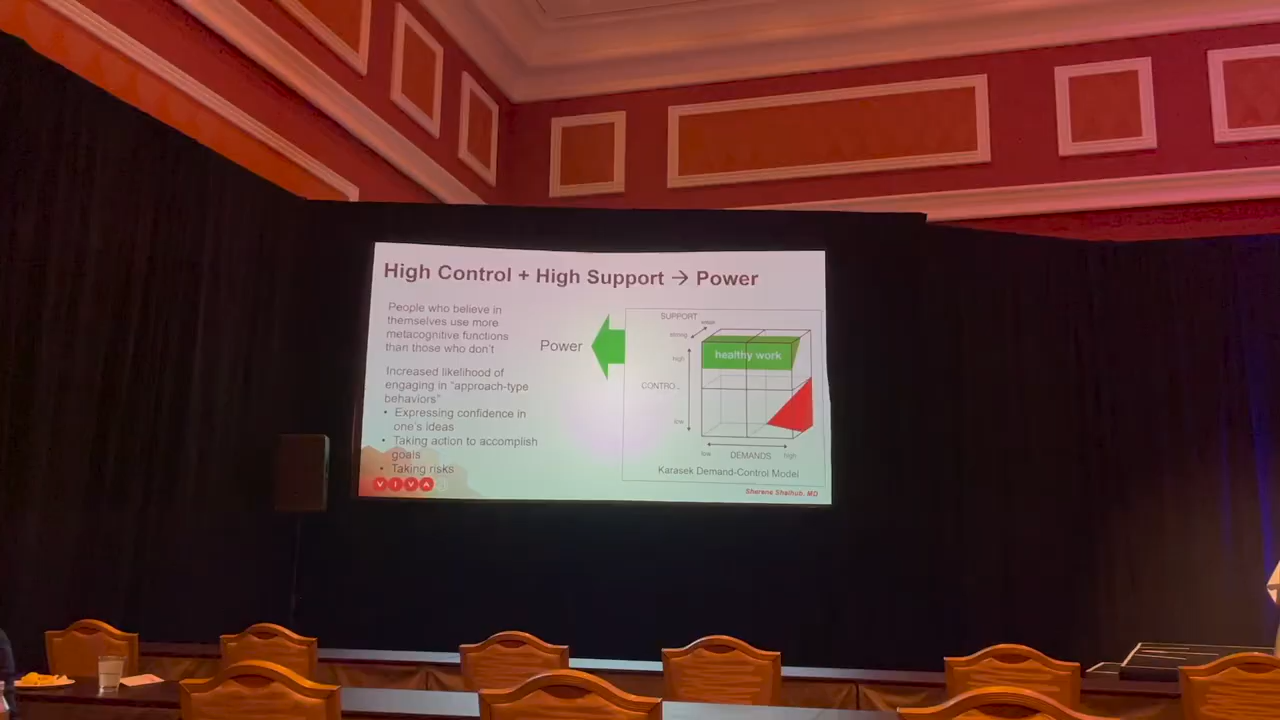 High Control + High Support → Power
People who believe in
themselves use more
metacognitive functions
than those who don't
Increased likelihood of
engaging in "approach-type
behaviors"
• Expressing confidence in
one's ideas
• Taking action to accomplish
goals
• Taking risks
VIVA
Power
SUPPORT
weak
strong
high
healthy work
CONTRO...
low
low DEMANDS high
Karasek Demand-Control Model
Sherene Shalhub, MD